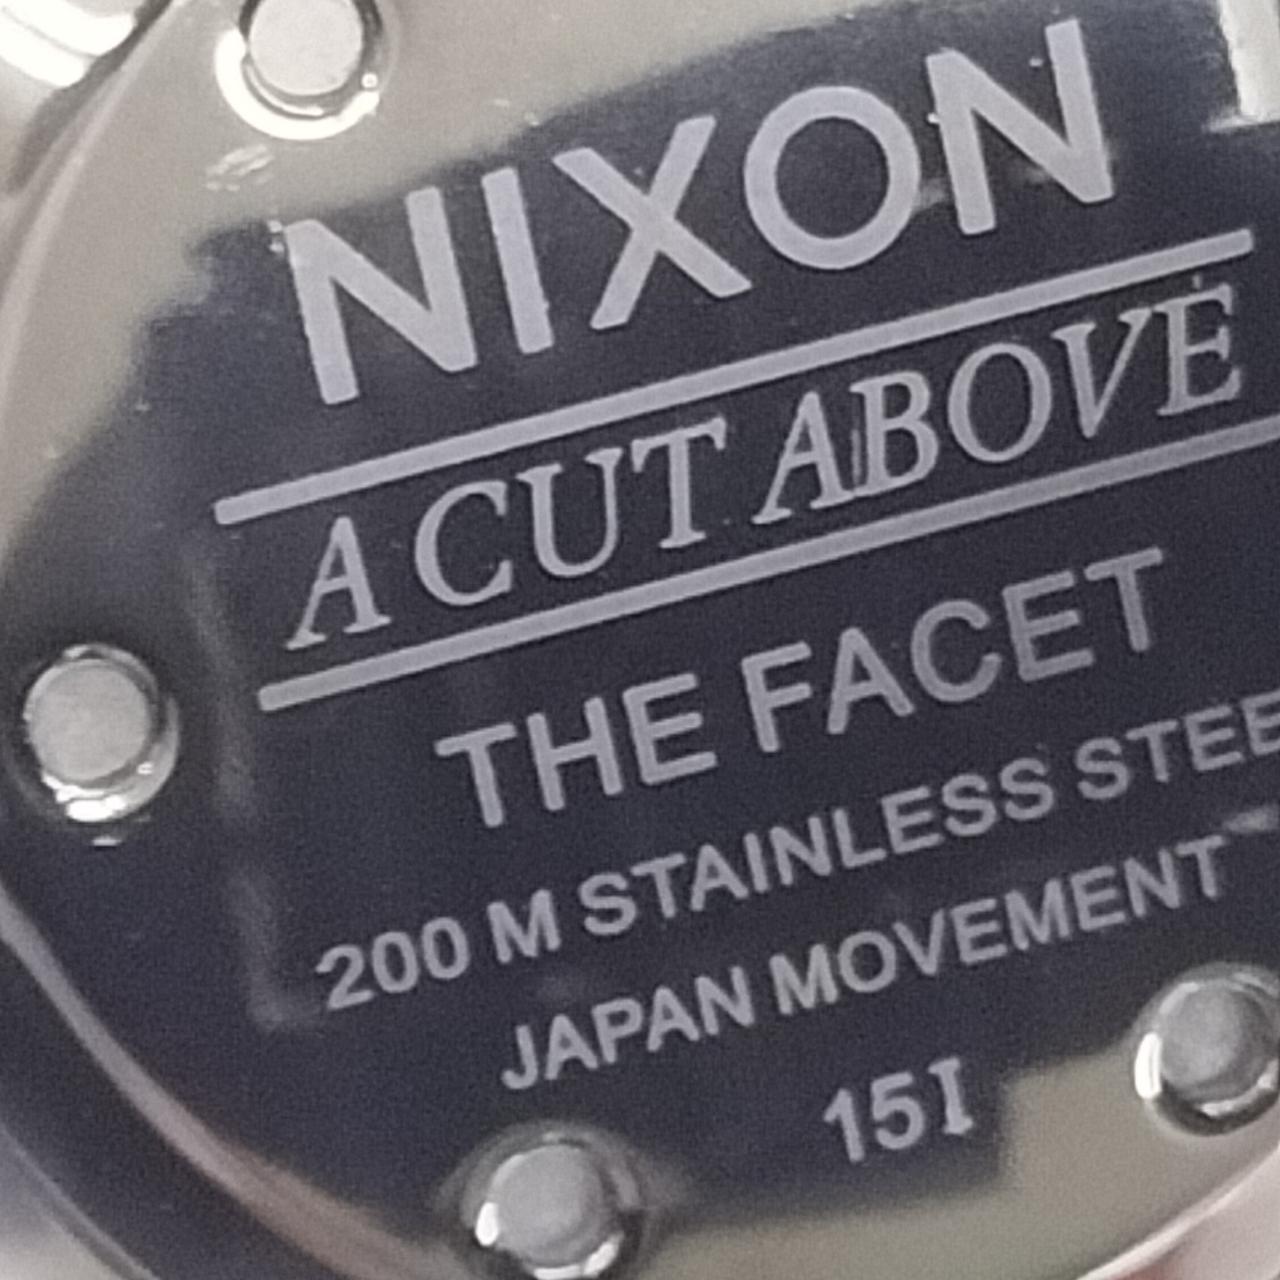 NIXON
A CUT ABOVE
THE FACET
200 M STAINLESS STEE
JAPAN MOVEMENT
15I